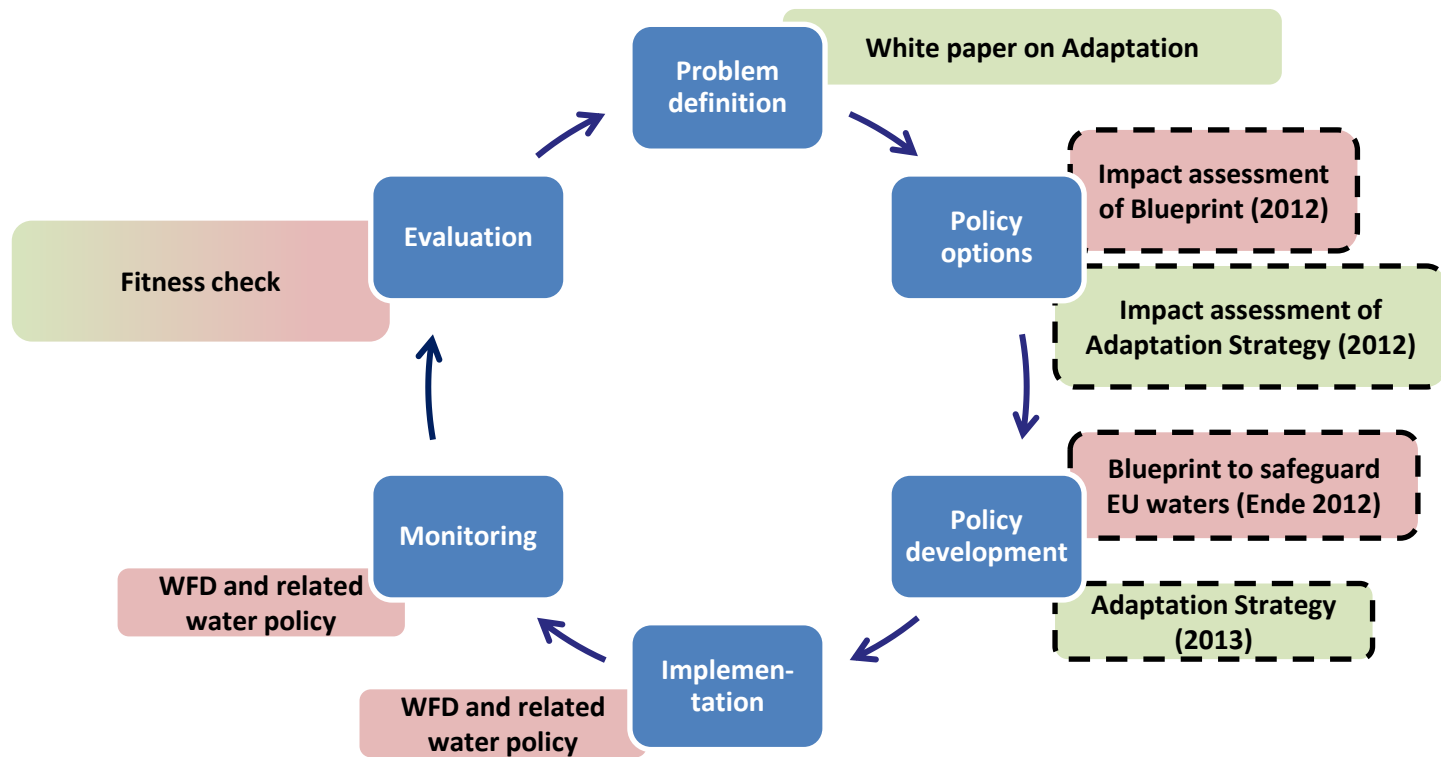 White paper on Adaptation
Problem
definition
Impact assessment
of Blueprint (2012)
Policy
options
Impact assessment of
Adaptation Strategy (2012)
Blueprint to safeguard
EU waters (Ende 2012)
Policy
development
Adaptation Strategy
(2013)
Implemen-
tation
WFD and related
water policy
Monitoring
WFD and related
water policy
Evaluation
Fitness check